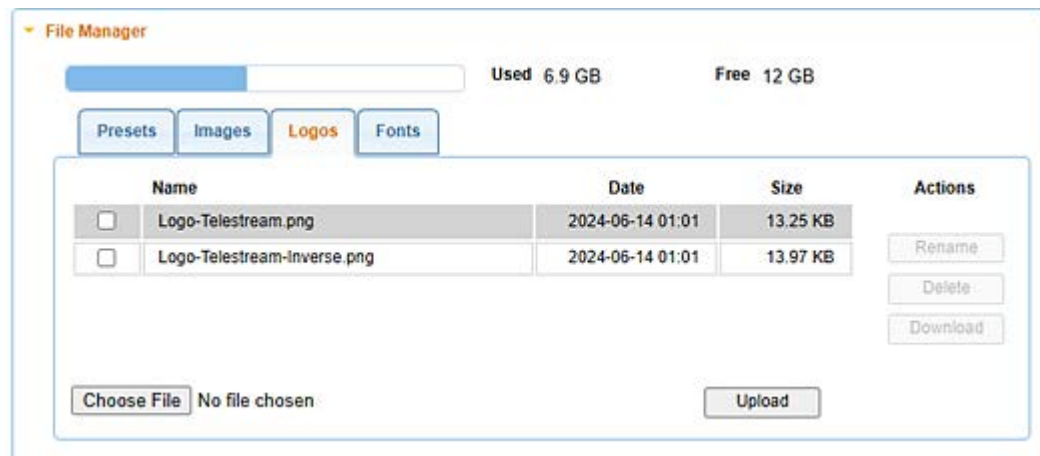 File Manager
Used 6.9 GB Free 12 GB
Presets Images Logos Fonts
Name Date Size Actions
Logo-Telestream.png 2024-06-14 01:01 13.25 KB
Logo-Telestream-Inverse.png 2024-06-14 01:01 13.97 KB
Rename
Delete
Download
Choose File No file chosen Upload